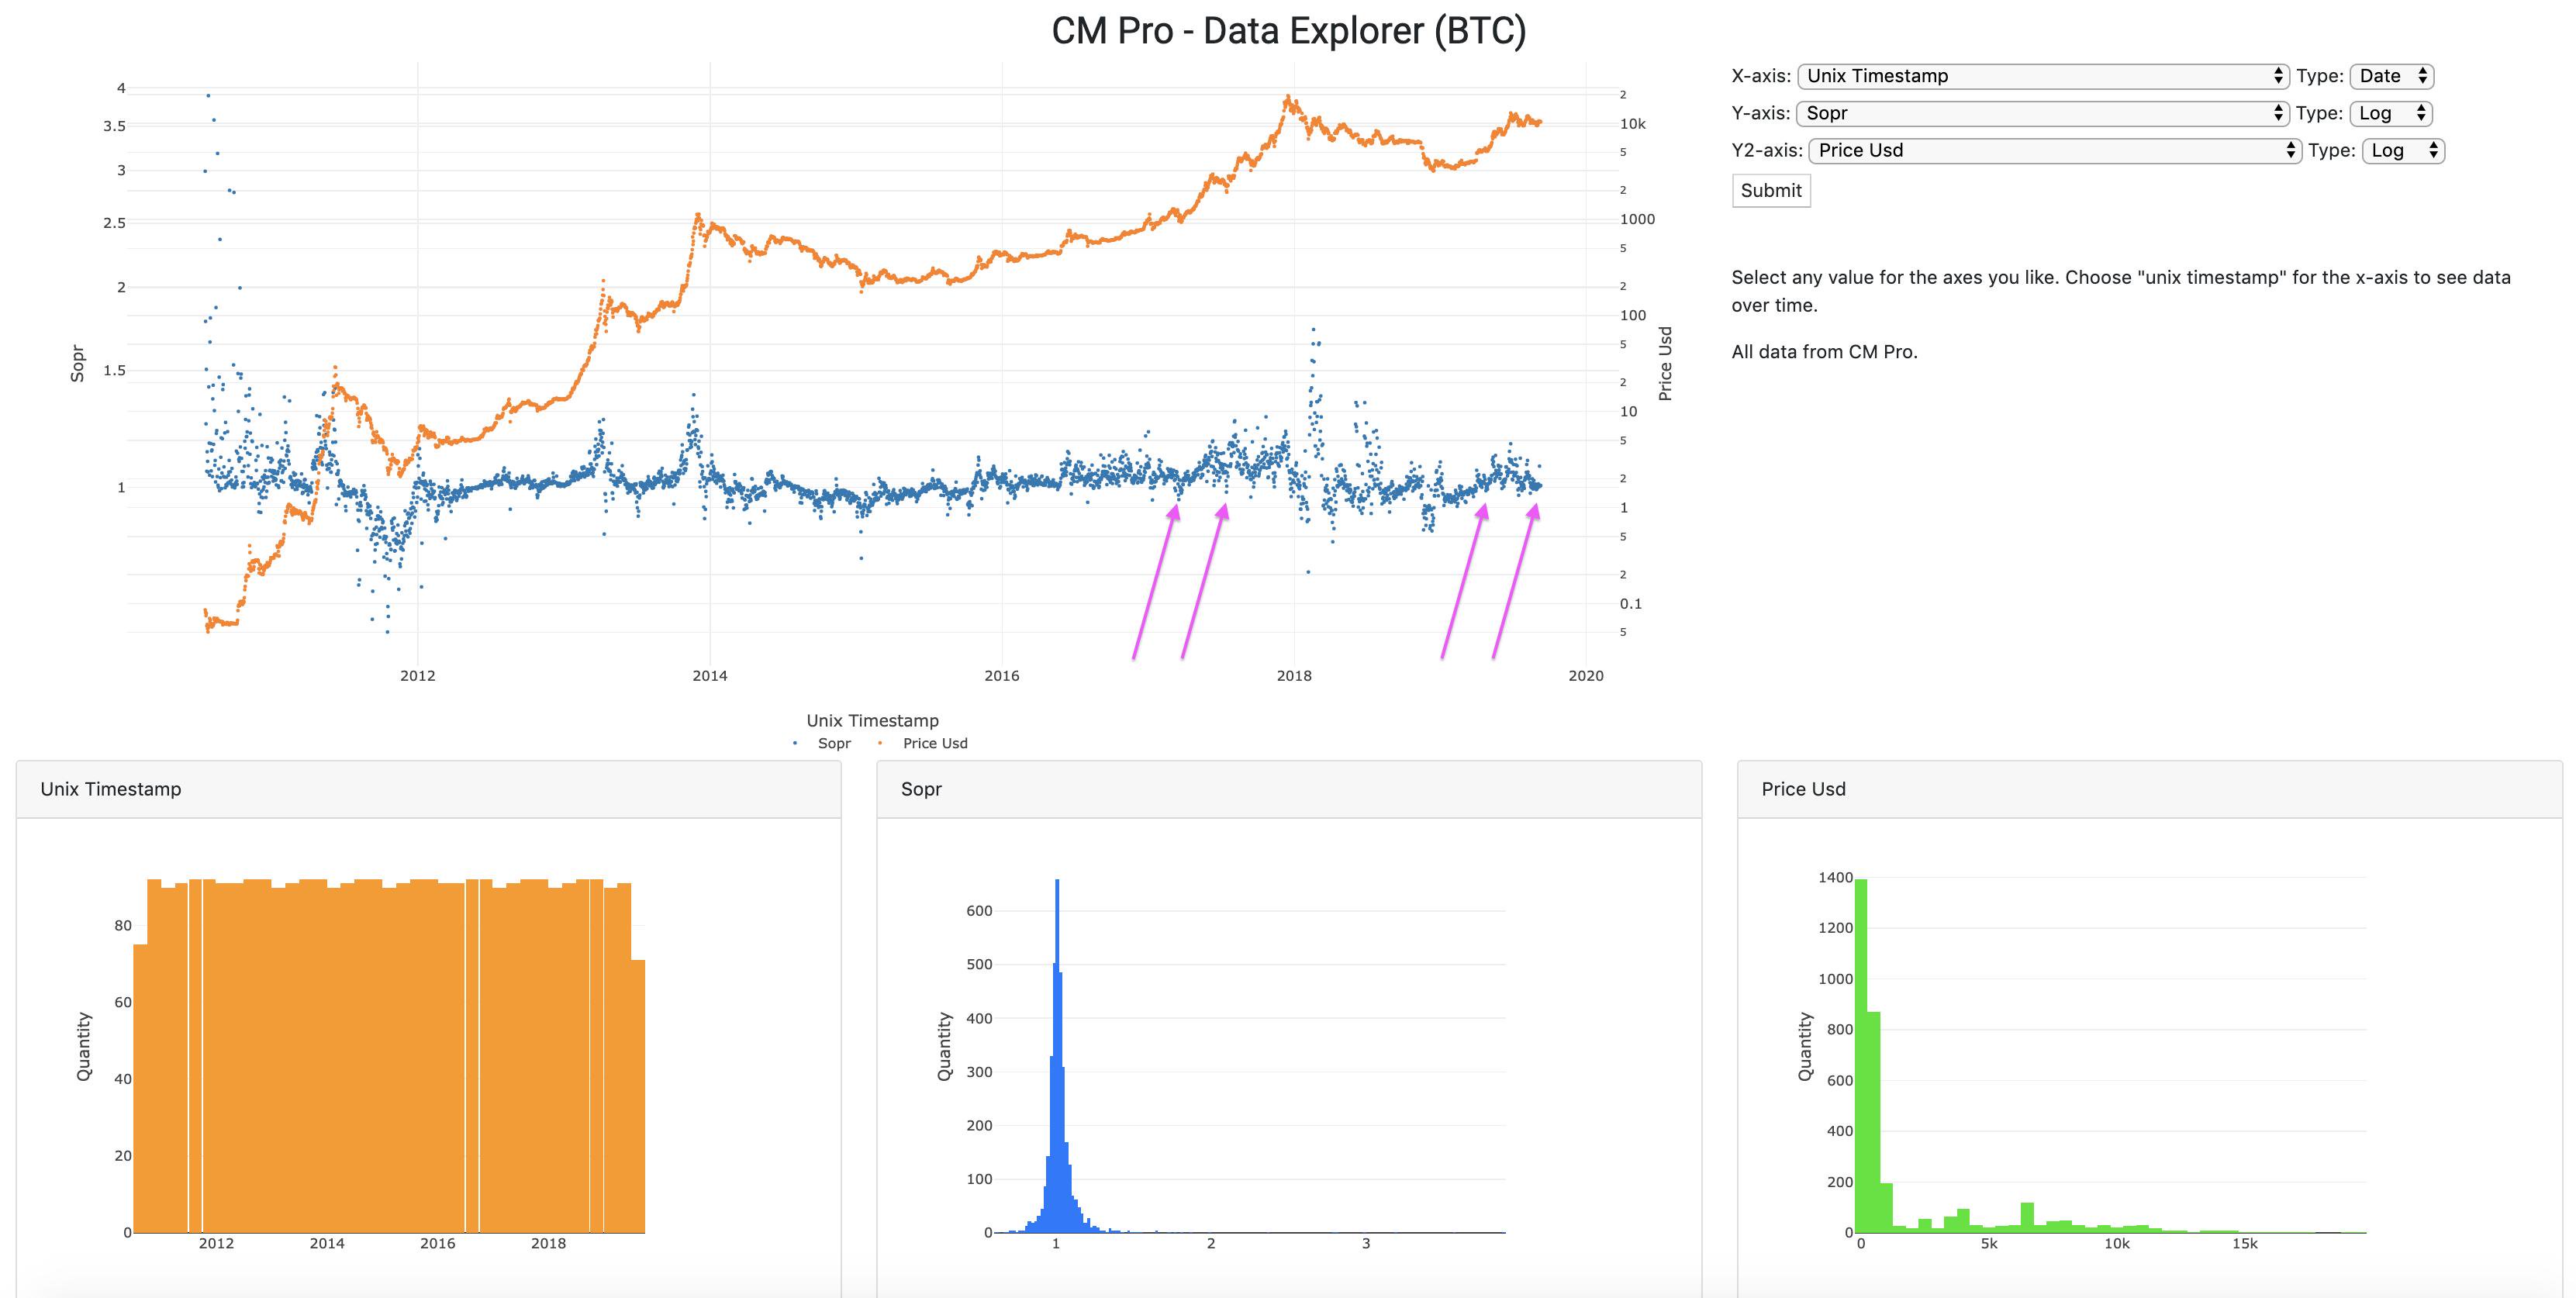 CM Pro - Data Explorer (BTC)
X-axis: Unix Timestamp Type: Date
Y-axis: Sopr Type: Log
Y2-axis: Price Usd Type: Log
Submit
Select any value for the axes you like. Choose "unix timestamp" for the x-axis to see data
over time.
All data from CM Pro.
4
3.5
3
2.5
2
1.5
1
Sopr
2
10k
5
2
1000
5
2
100
5
2
10
5
2
1
5
2
0.1
5
Price Usd
2012 2014 2016 2018 2020
Unix Timestamp
Sopr Price Usd
Unix Timestamp
80
60
40
20
0
Quantity
2012 2014 2016 2018
Sopr
600
500
400
300
200
100
0
Quantity
1 2 3
Price Usd
1400
1200
1000
800
600
400
200
0
Quantity
0 5k 10k 15k